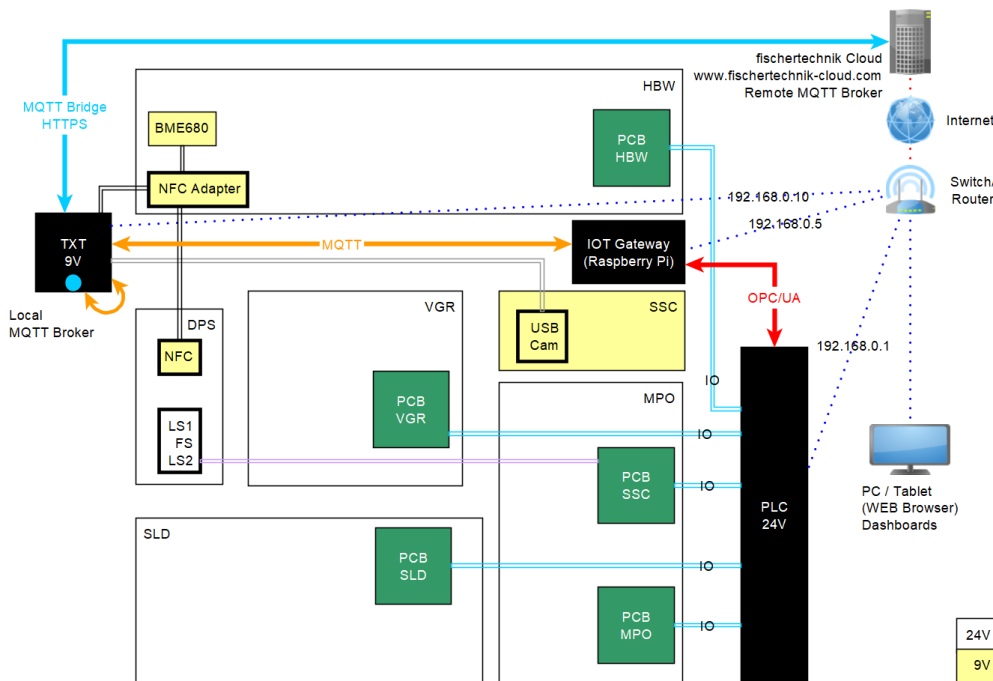 fischertechnik Cloud
www.fischertechnik-cloud.com
Remote MQTT Broker
HBW
MQTT Bridge
HTTPS
BME680
PCB
HBW
Internet
NFC Adapter
Switch/
Router
192.168.0.10
192.168.0.5
TXT
9V
MQTT
IOT Gateway
(Raspberry Pi)
OPC/UA
Local
MQTT Broker
DPS
VGR
SSC
NFC
USB
Cam
192.168.0.1
IO
PCB
VGR
MPO
LS1
FS
LS2
IO
PCB
SSC
IO
PLC
24V
PC / Tablet
(WEB Browser)
Dashboards
SLD
PCB
SLD
IO
PCB
MPO
IO
24V
9V